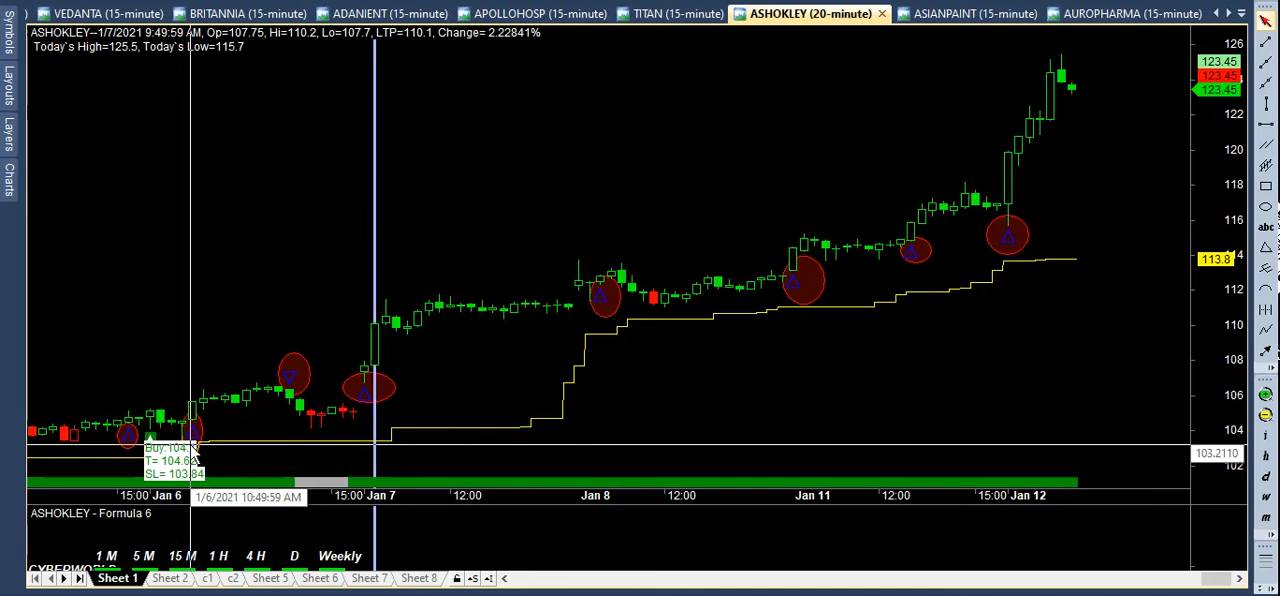 VEDANTA (15-minute) BRITANNIA (15-minute) ADANIENT (15-minute) APOLLOHOSP (15-minute) TITAN (15-minute) ASHOKLEY (20-minute) ASIANPAINT (15-minute) AUROPHARMA (15-minute)
Symbols
Layouts
Layers
Charts
ASHOKLEY--1/7/2021 9:49:59 AM, Op=107.75, Hi=110.2, Lo=107.7, LTP=110.1, Change= 2.22841%
Today`s High=125.5, Today`s Low=115.7
126
123.45
123.45
123.45
122
120
118
116
113.8
112
110
108
106
104
103.2110
102
Buy:104.
T= 104.62
SL= 103.84
15:00 Jan 6 1/6/2021 10:49:59 AM 15:00 Jan 7 12:00 Jan 8 12:00 Jan 11 12:00 15:00 Jan 12
ASHOKLEY - Formula 6
1 M 5 M 15 M 1 H 4 H D Weekly
Sheet 1 Sheet 2 c1 c2 Sheet 5 Sheet 6 Sheet 7 Sheet 8
abc
i
h
d
w
m